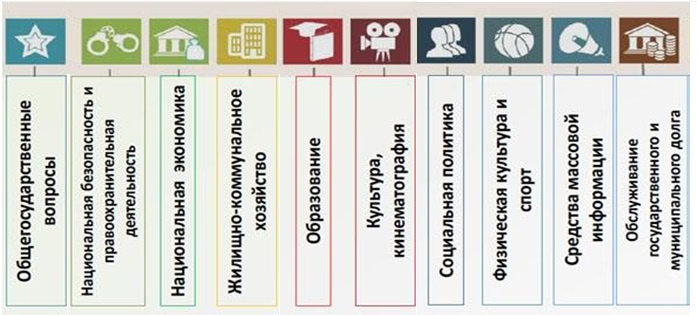 Общегосударственные
вопросы
Национальная безопасность и
правоохранительная
деятельность
Национальная экономика
Жилищно-коммунальное
хозяйство
Образование
Культура,
кинематография
Социальная политика
Физическая культура и
спорт
Средства массовой
информации
Обслуживание
государственного и
муниципального долга